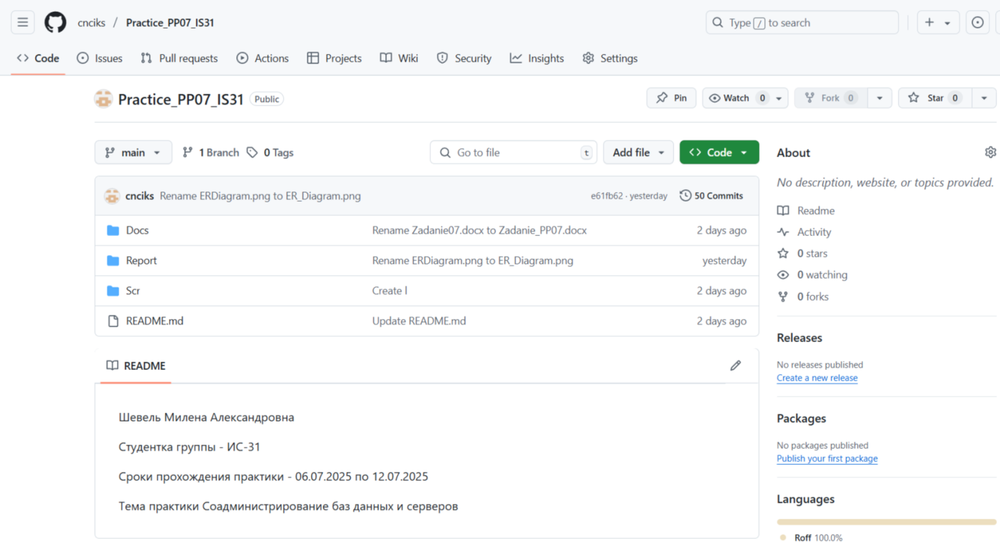 cnciks / Practice_PP07_IS31 Type / to search
Code Issues Pull requests Actions Projects Wiki Security Insights Settings
Practice_PP07_IS31 Public Pin Watch 0 Fork 0 Star 0
main 1 Branch 0 Tags Go to file t Add file Code
cnciks Rename ERDiagram.png to ER_Diagram.png e61fb62 · yesterday 50 Commits
Docs Rename Zadanie07.docx to Zadanie_PP07.docx 2 days ago
Report Rename ERDiagram.png to ER_Diagram.png yesterday
Scr Create l 2 days ago
README.md Update README.md 2 days ago
README
Шевель Милена Александровна
Студентка группы - ИС-31
Сроки прохождения практики - 06.07.2025 по 12.07.2025
Тема практики Соадминистрирование баз данных и серверов
About
No description, website, or topics provided.
Readme
Activity
0 stars
0 watching
0 forks
Releases
No releases published
Create a new release
Packages
No packages published
Publish your first package
Languages
Roff 100.0%